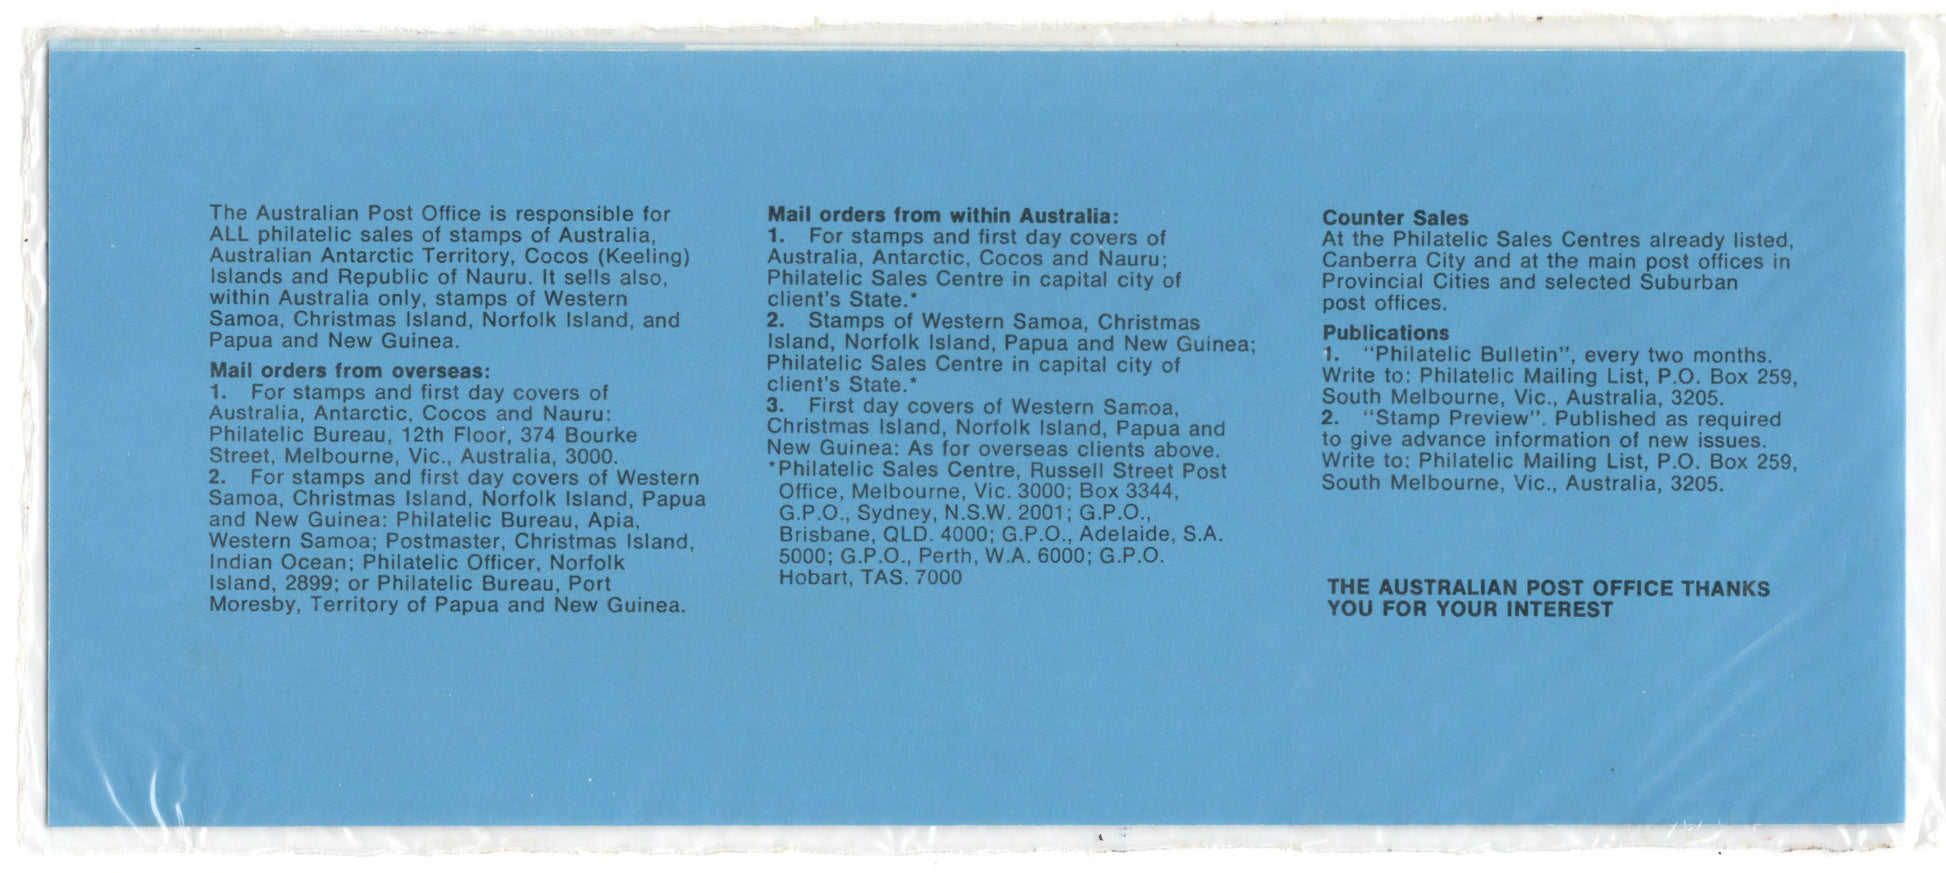 The Australian Post Office is responsible for
ALL philatelic sales of stamps of Australia,
Australian Antarctic Territory, Cocos (Keeling)
Islands and Republic of Nauru. It sells also,
within Australia only, stamps of Western
Samoa, Christmas Island, Norfolk Island, and
Papua and New Guinea.
Mail orders from overseas:
1. For stamps and first day covers of
Australia, Antarctic, Cocos and Nauru:
Philatelic Bureau, 12th Floor, 374 Bourke
Street, Melbourne, Vic., Australia, 3000.
2. For stamps and first day covers of Western
Samoa, Christmas Island, Norfolk Island, Papua
and New Guinea: Philatelic Bureau, Apia,
Western Samoa; Postmaster, Christmas Island,
Indian Ocean; Philatelic Officer, Norfolk
Island, 2899; or Philatelic Bureau, Port
Moresby, Territory of Papua and New Guinea.
Mail orders from within Australia:
1. For stamps and first day covers of
Australia, Antarctic, Cocos and Nauru;
Philatelic Sales Centre in capital city of
client's State.*
2. Stamps of Western Samoa, Christmas
Island, Norfolk Island, Papua and New Guinea;
Philatelic Sales Centre in capital city of
client's State.*
3. First day covers of Western Samoa,
Christmas Island, Norfolk Island, Papua and
New Guinea: As for overseas clients above.
*Philatelic Sales Centre, Russell Street Post
Office, Melbourne, Vic. 3000; Box 3344,
G.P.O., Sydney, N.S.W. 2001; G.P.O.,
Brisbane, QLD. 4000; G.P.O., Adelaide, S.A.
5000; G.P.O., Perth, W.A. 6000; G.P.O.
Hobart, TAS. 7000
Counter Sales
At the Philatelic Sales Centres already listed,
Canberra City and at the main post offices in
Provincial Cities and selected Suburban
post offices.
Publications
1. "Philatelic Bulletin", every two months.
Write to: Philatelic Mailing List, P.O. Box 259,
South Melbourne, Vic., Australia, 3205.
2. "Stamp Preview". Published as required
to give advance information of new issues.
Write to: Philatelic Mailing List, P.O. Box 259,
South Melbourne, Vic., Australia, 3205.
THE AUSTRALIAN POST OFFICE THANKS
YOU FOR YOUR INTEREST